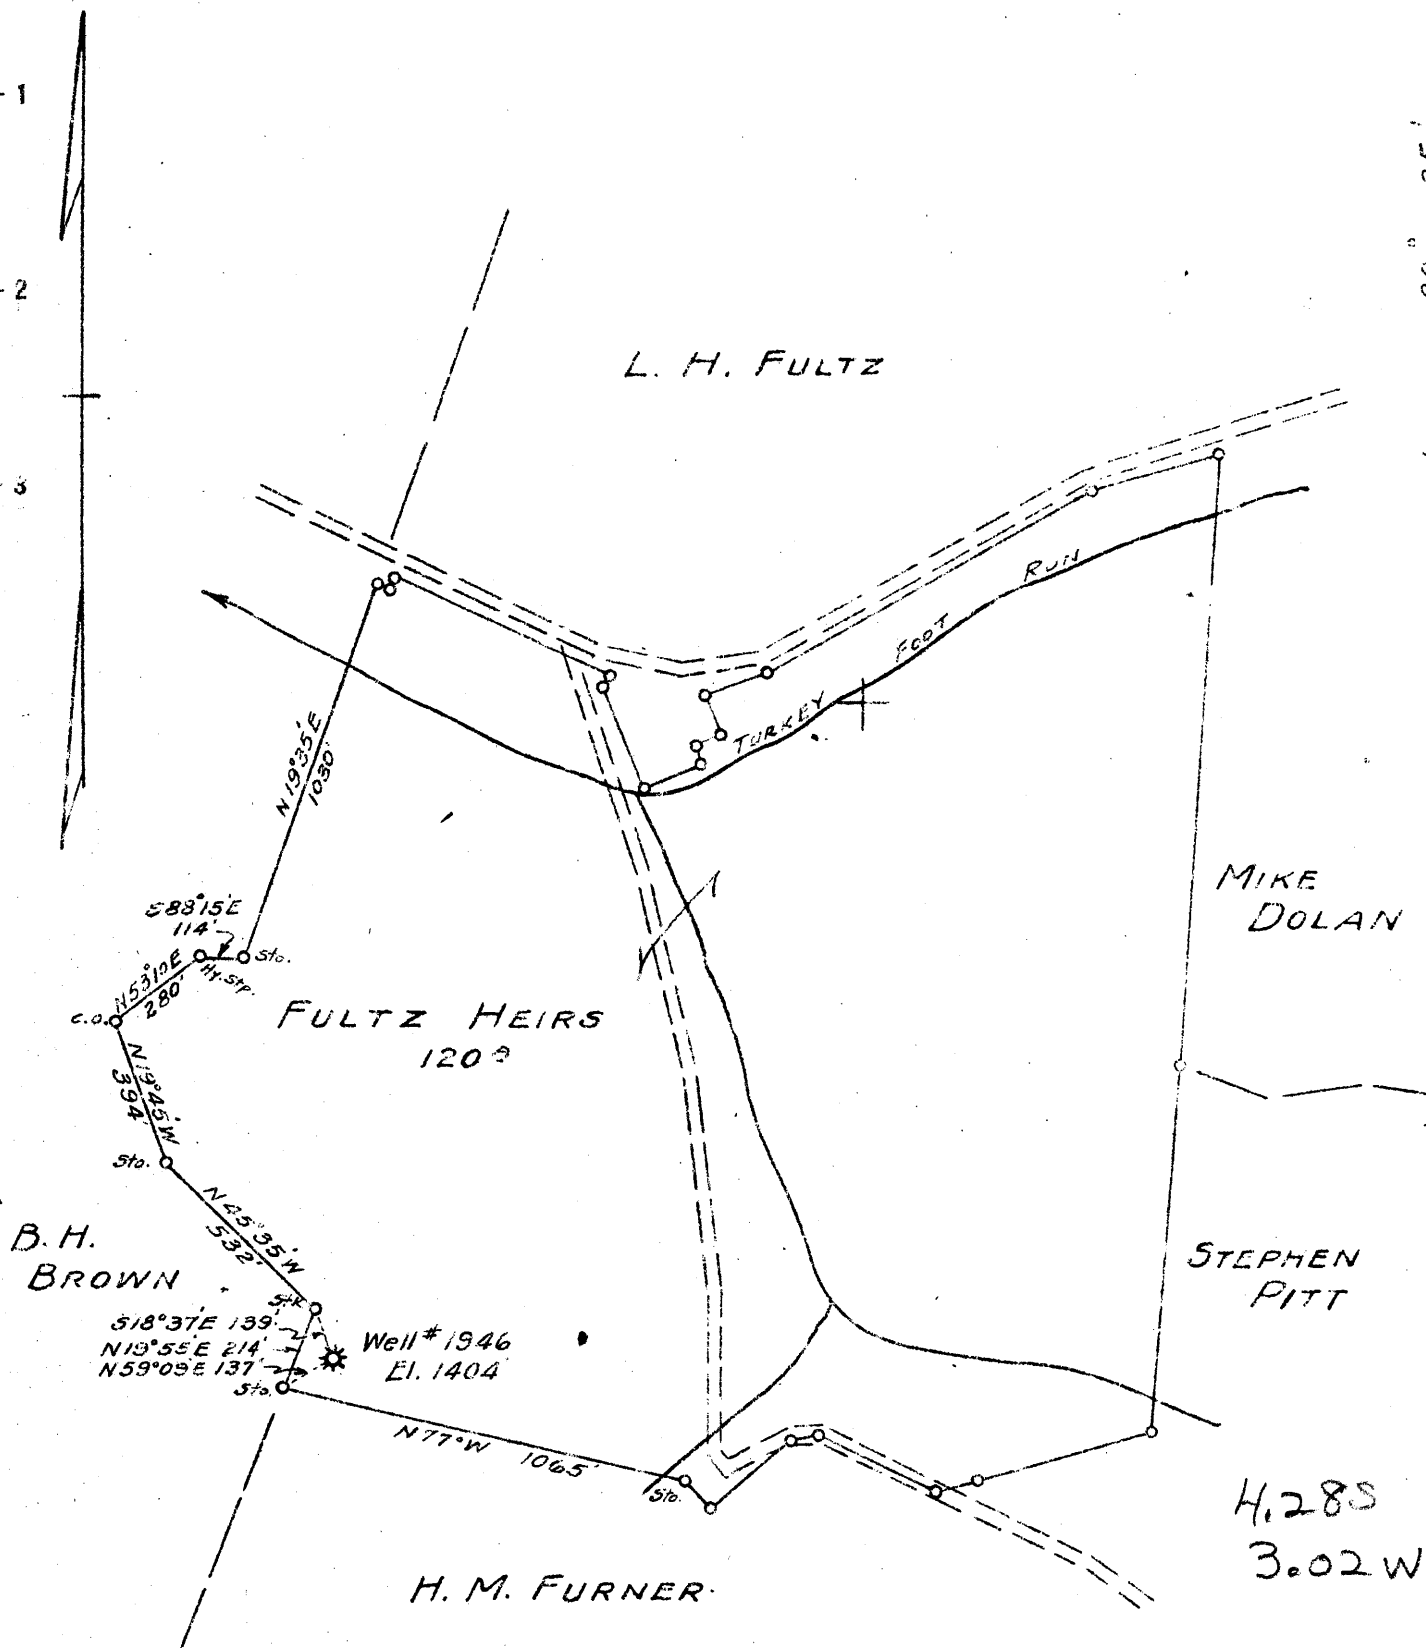 1
2
3
L. H. FULTZ
TURKEY FOOT RUN
N19°35'E
1030'
S88°15'E
114'
Sto.
Hy. Stp.
N53°10'E
280'
C.O.
FULTZ HEIRS
120 a
MIKE
DOLAN
N19°45'W
394'
Sto.
N45°35'W
532'
B.H.
BROWN
STEPHEN
PITT
Stk
S18°37'E 139'
N19°55'E 214'
N59°09'E 137'
Sto.
Well # 1946
El. 1404'
N77°W 1065'
Sto.
4.28S
3.02W
H. M. FURNER